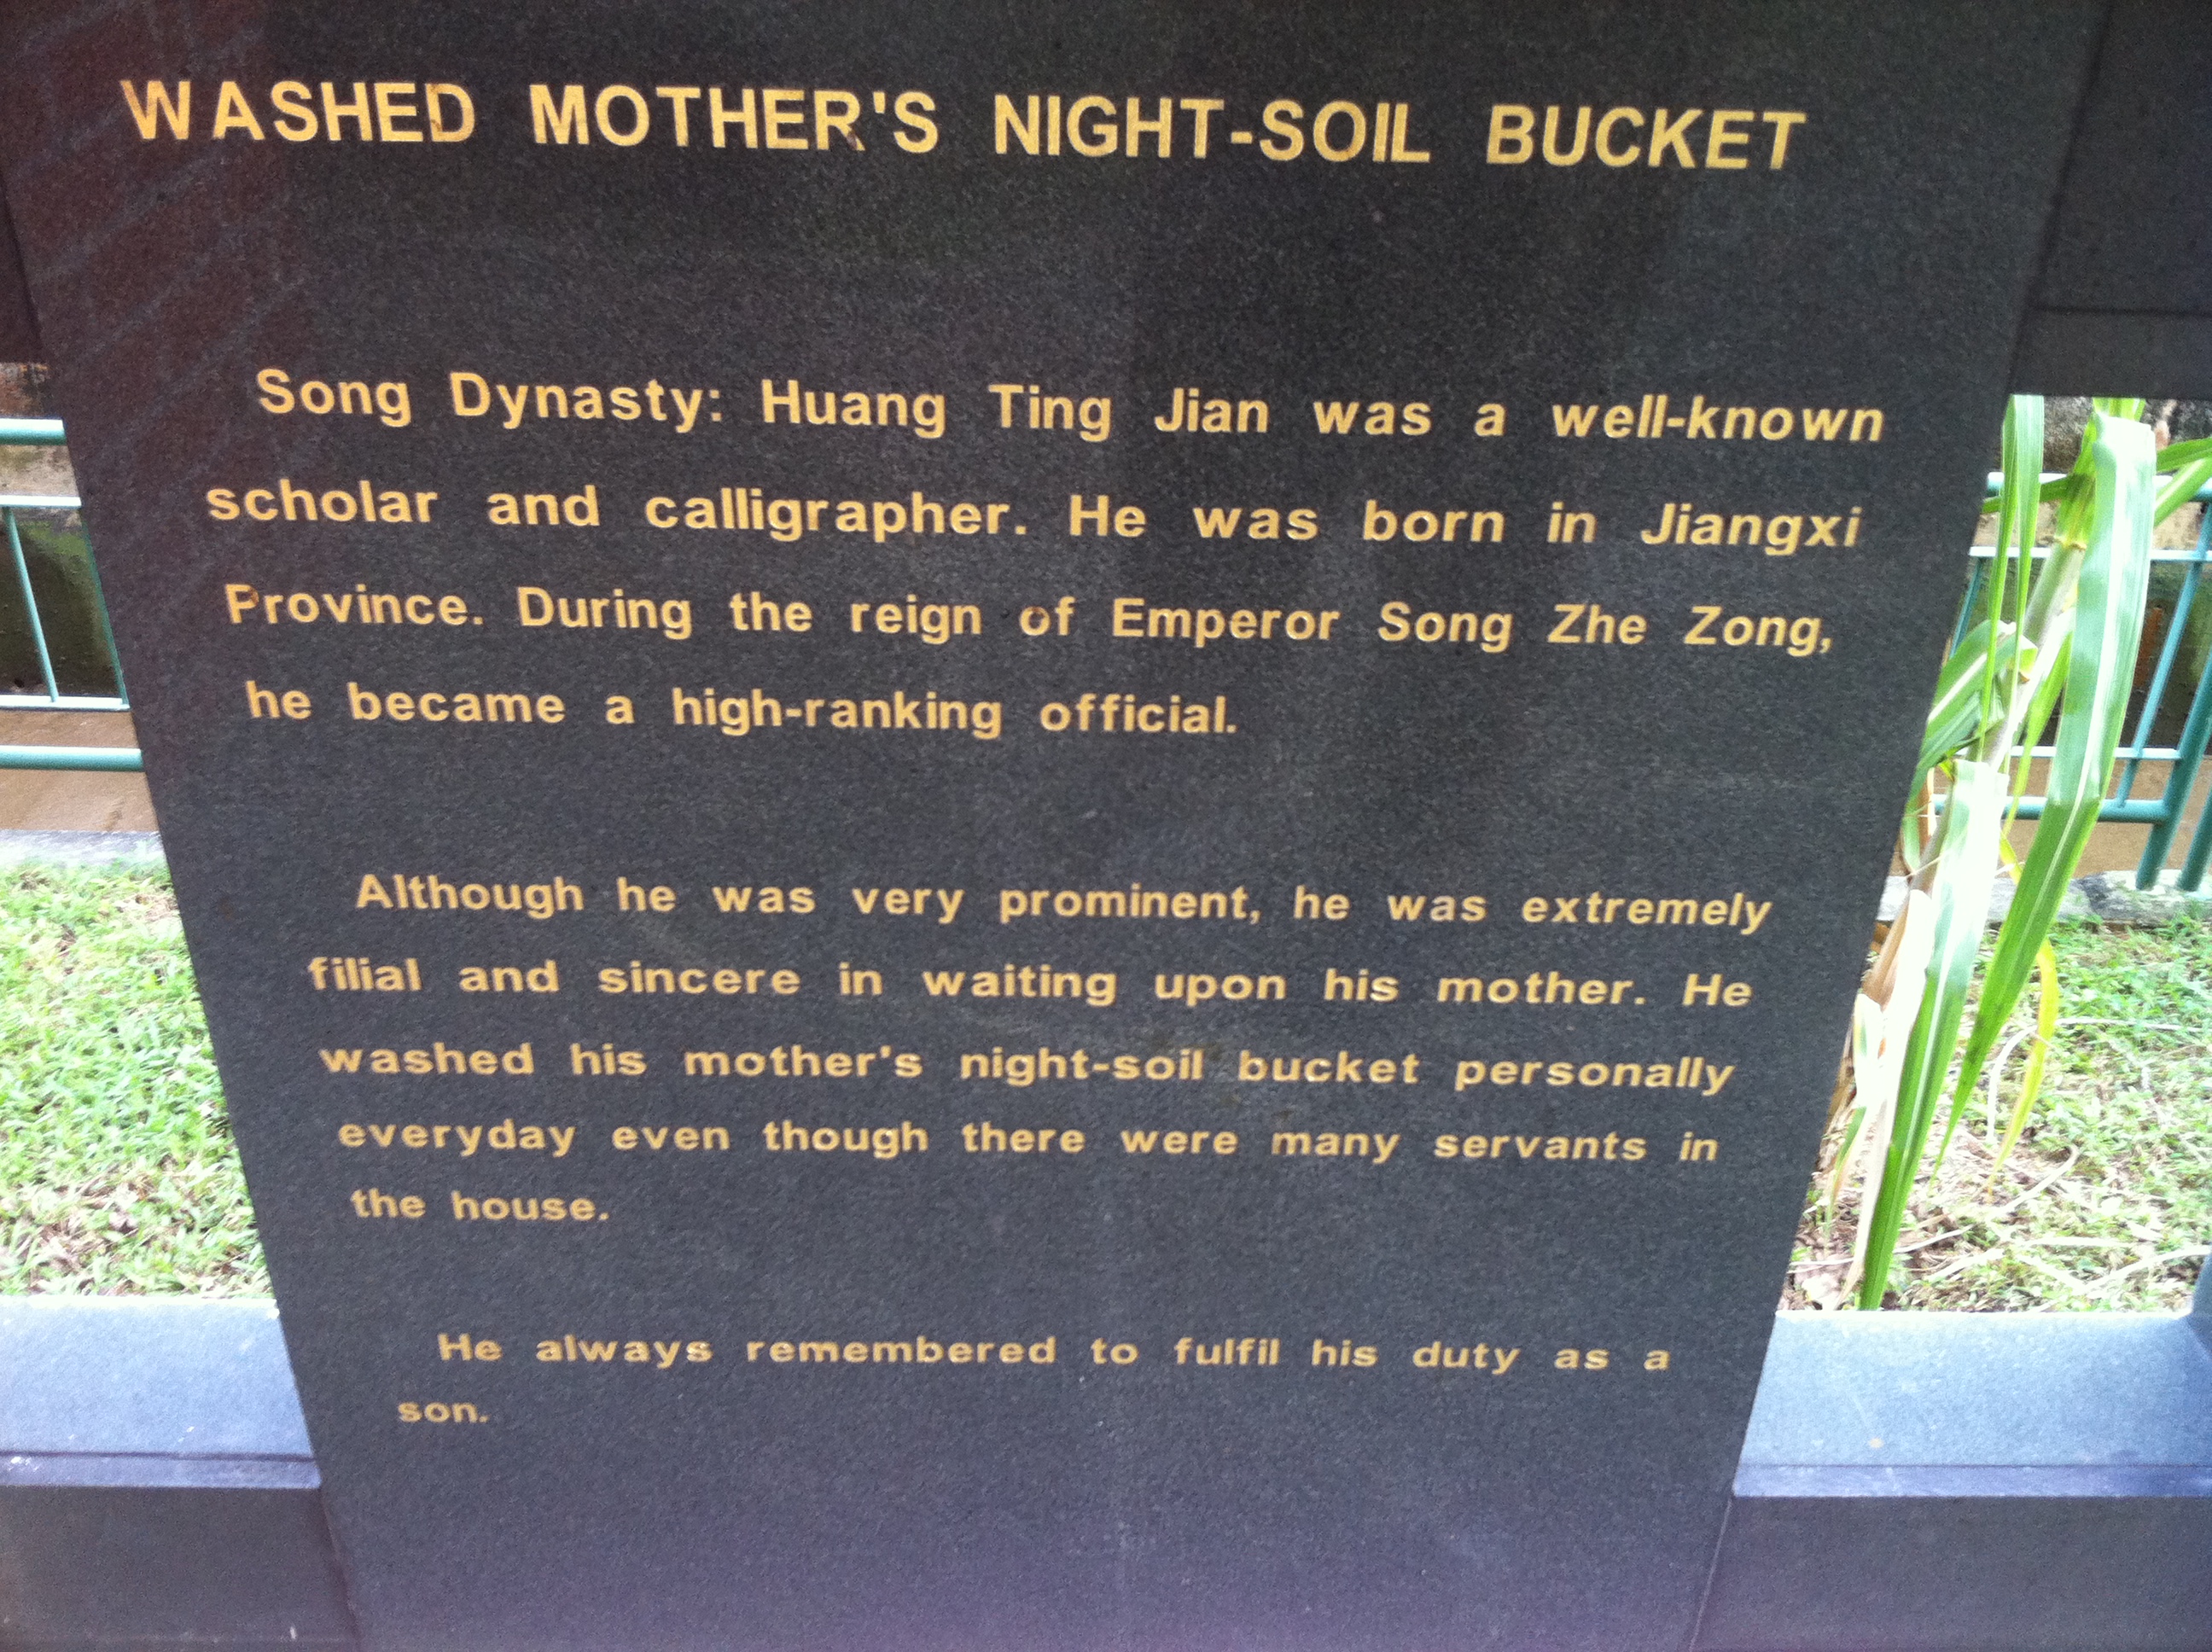 WASHED MOTHER'S NIGHT-SOIL BUCKET
Song Dynasty: Huang Ting Jian was a well-known
scholar and calligrapher. He was born in Jiangxi
Province. During the reign of Emperor Song Zhe Zong,
he became a high-ranking official.
Although he was very prominent, he was extremely
filial and sincere in waiting upon his mother. He
washed his mother's night-soil bucket personally
everyday even though there were many servants in
the house.
He always remembered to fulfil his duty as a
son.